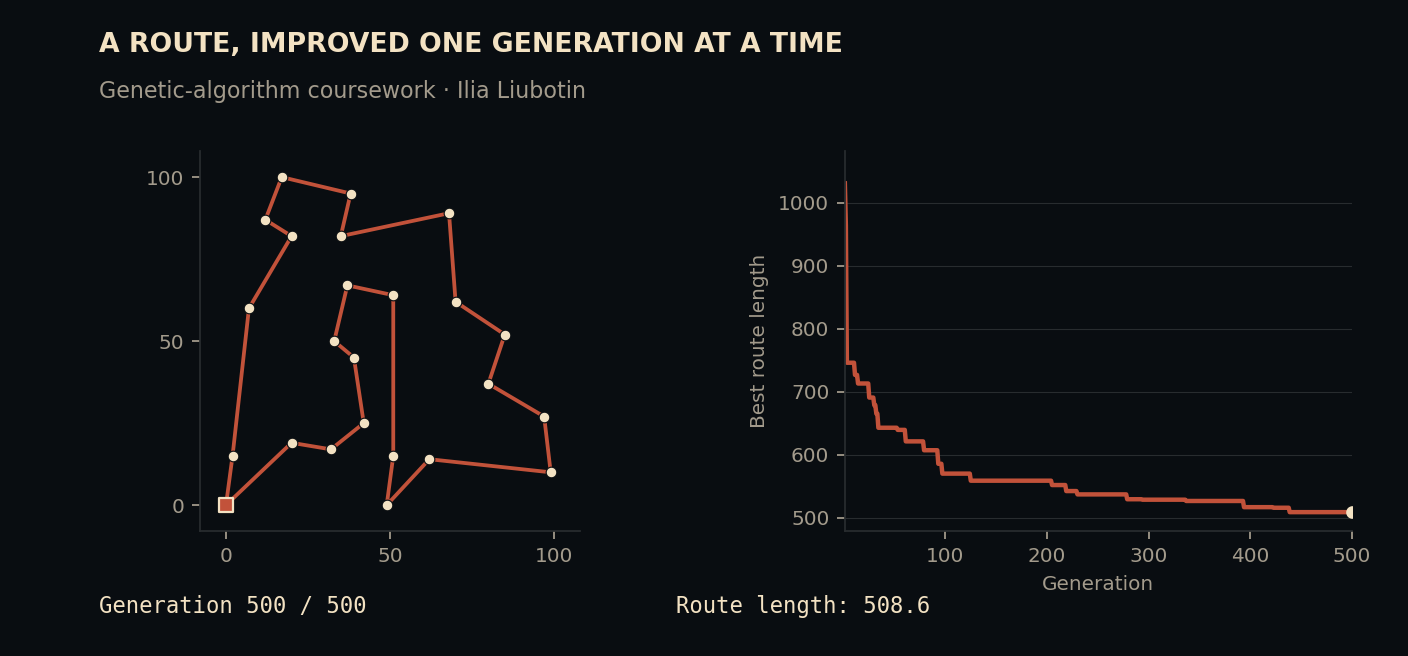 A ROUTE, IMPROVED ONE GENERATION AT A TIME
Genetic-algorithm coursework · Ilia Liubotin
100
50
0
0 50 100
Best route length
1000
900
800
700
600
500
100 200 300 400 500
Generation
Generation 500 / 500
Route length: 508.6